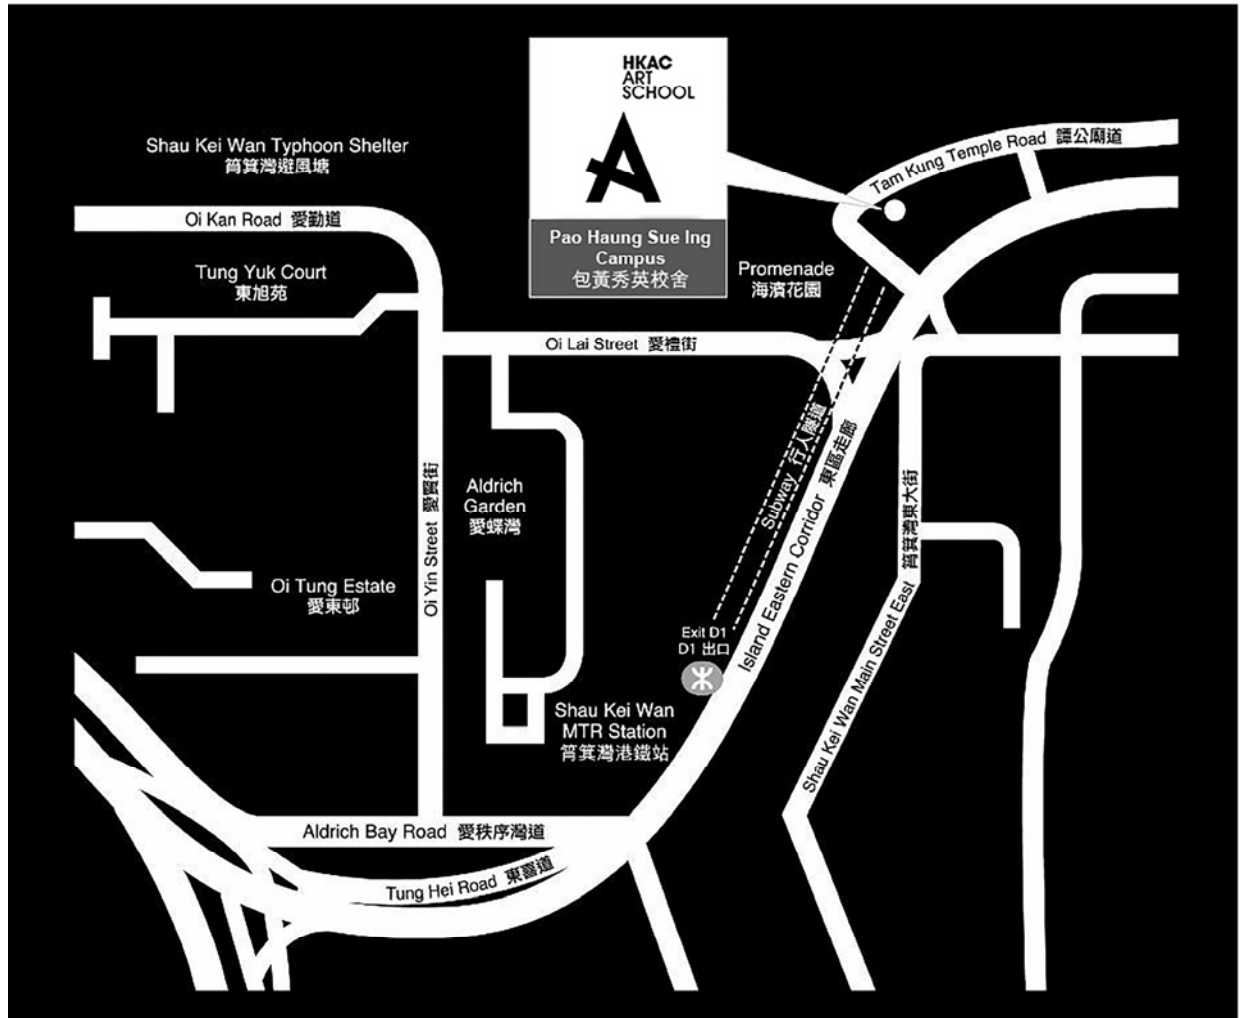 HKAC
ART
SCHOOL
Pao Haung Sue Ing
Campus
包黃秀英校舍
Shau Kei Wan Typhoon Shelter
筲箕灣避風塘
Tam Kung Temple Road 譚公廟道
Oi Kan Road 愛勤道
Tung Yuk Court
東旭苑
Promenade
海濱花園
Oi Lai Street 愛禮街
Subway 行人隧道
Island Eastern Corridor 東區走廊
Shau Kei Wan Main Street East 筲箕灣東大街
Oi Yin Street 愛賢街
Aldrich
Garden
愛蝶灣
Oi Tung Estate
愛東邨
Exit D1
D1 出口
Shau Kei Wan
MTR Station
筲箕灣港鐵站
Aldrich Bay Road 愛秩序灣道
Tung Hei Road 東喜道